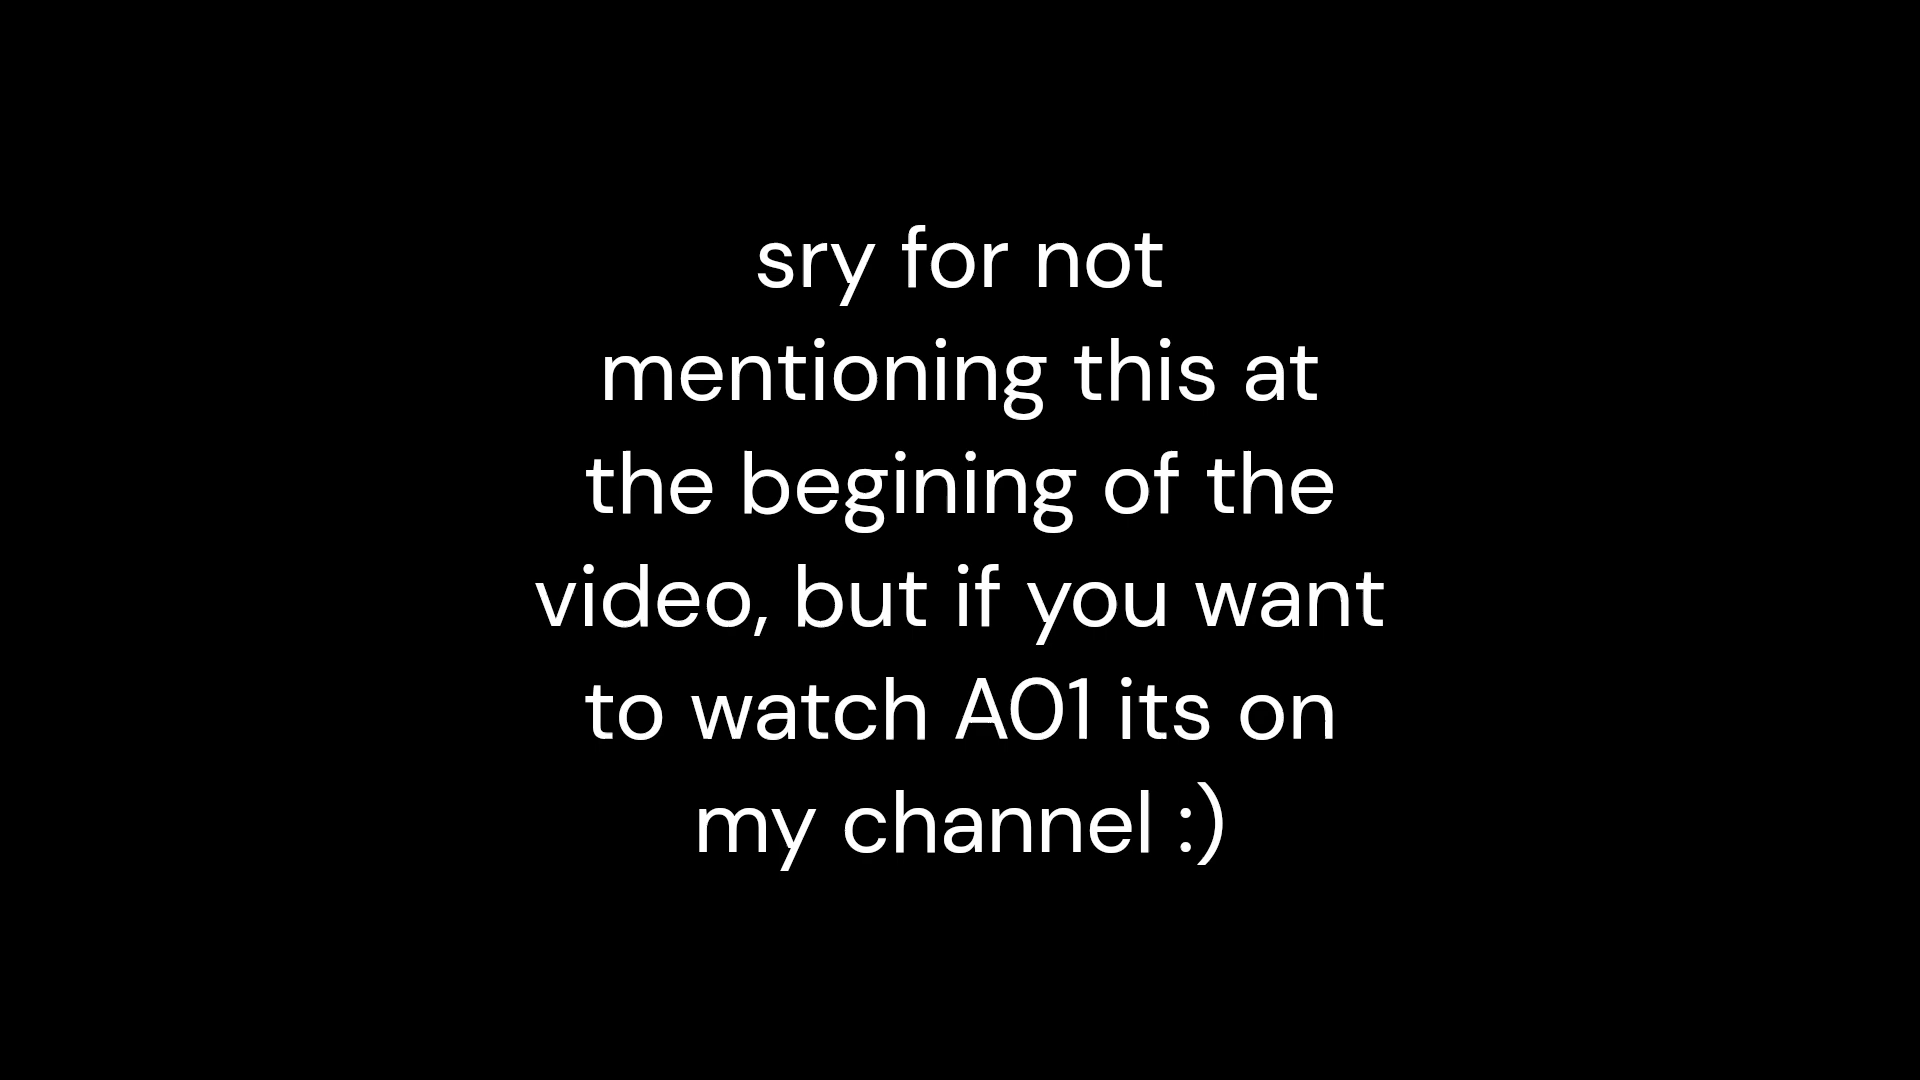 sry for not
mentioning this at
the begining of the
video, but if you want
to watch A01 its on
my channel :)